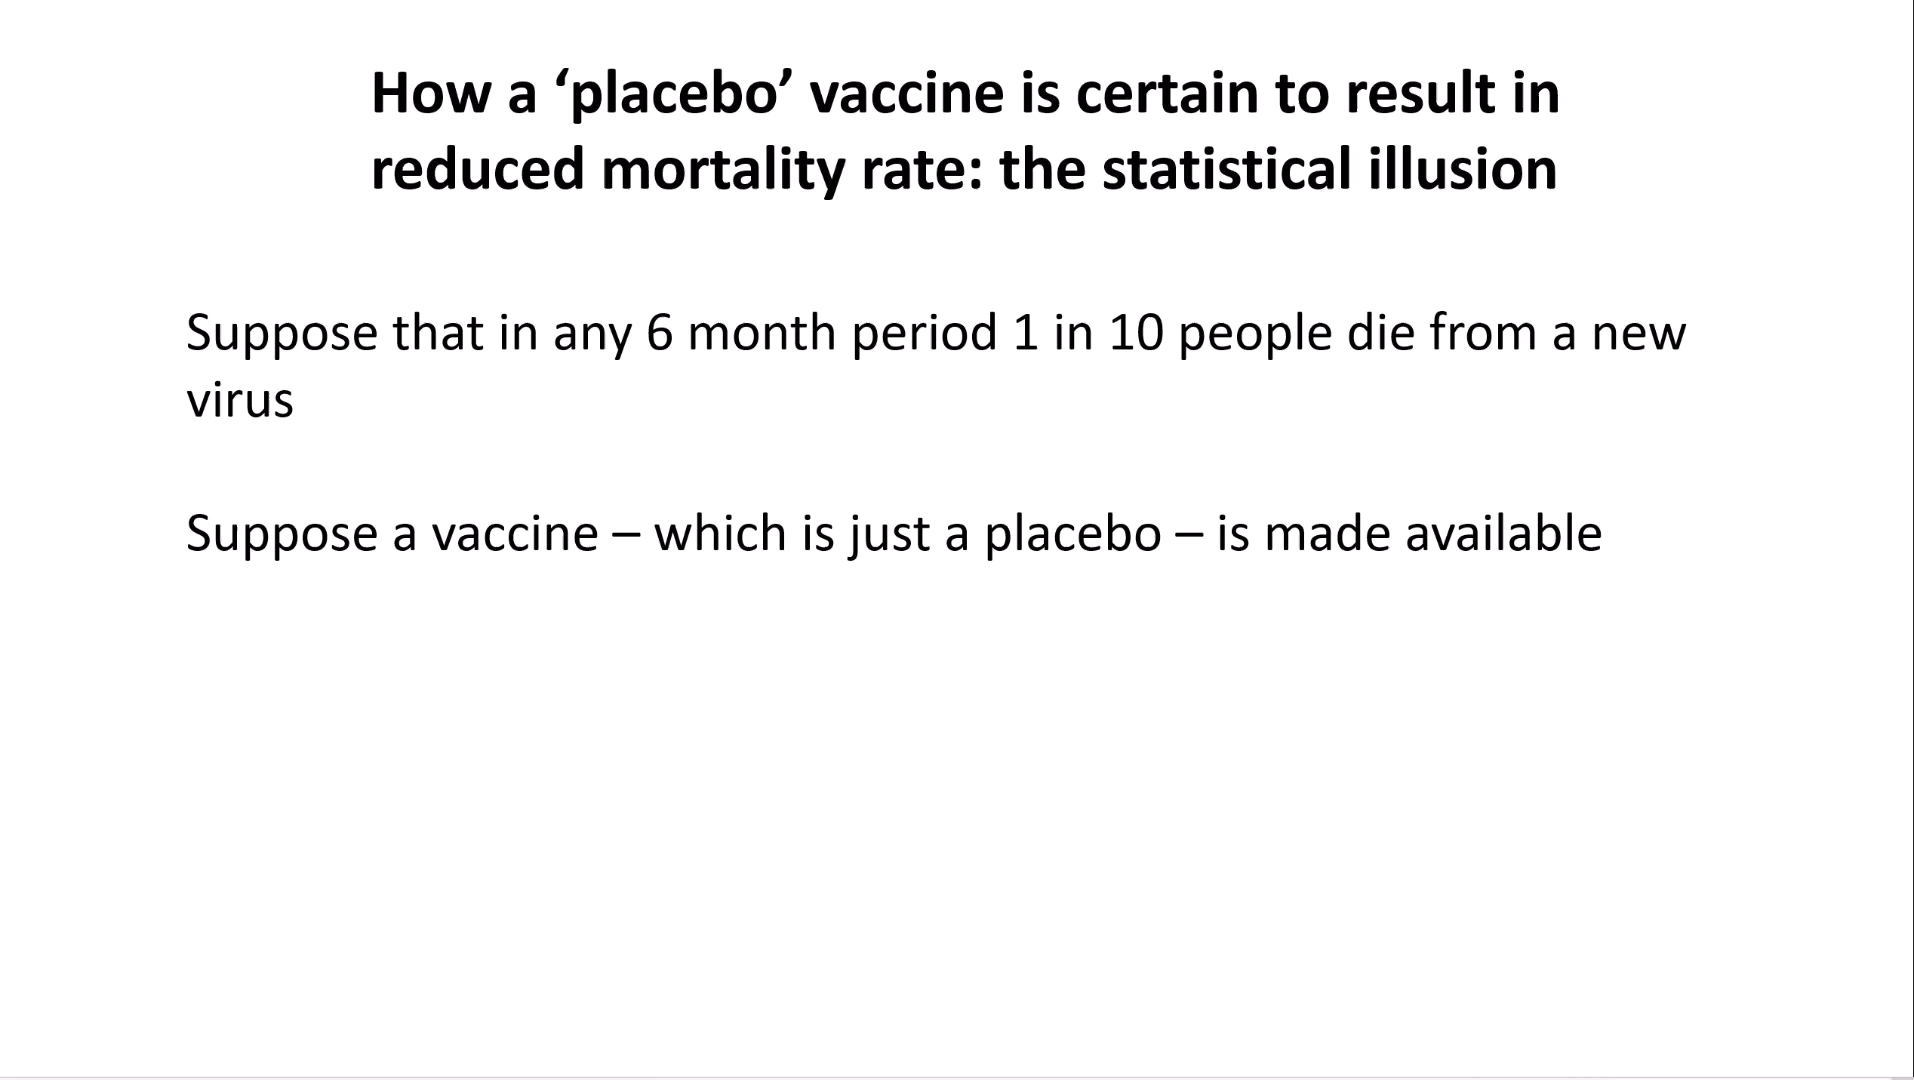 How a ‘placebo’ vaccine is certain to result in
reduced mortality rate: the statistical illusion
Suppose that in any 6 month period 1 in 10 people die from a new
virus
Suppose a vaccine – which is just a placebo – is made available